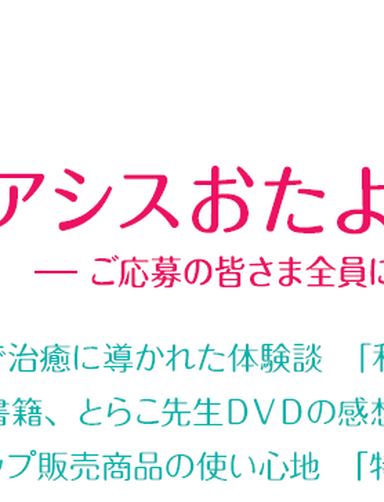 アシスおたよ
― ご応募の皆さま全員に
で治癒に導かれた体験談 「私
書籍、とらこ先生DVDの感想
ップ販売商品の使い心地 「特